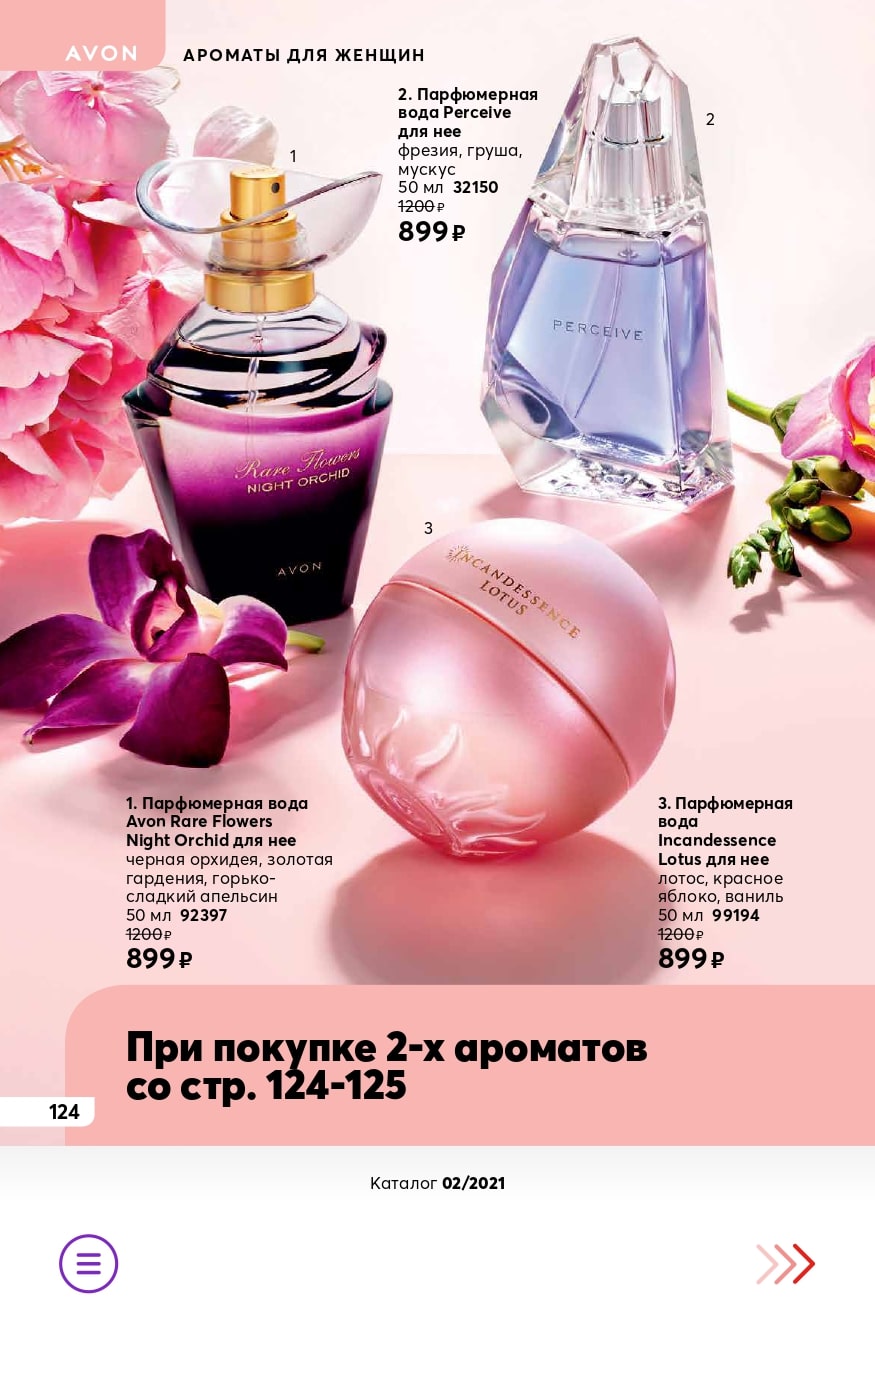 AVON
АРОМАТЫ ДЛЯ ЖЕНЩИН
2. Парфюмерная
вода Perceive
для нее
фрезия, груша,
мускус
50 мл 32150
1200 ₽
899 ₽
2
1
PERCEIVE
Rare Flowers
NIGHT ORCHID
AVON
3
INCANDESSENCE
LOTUS
1. Парфюмерная вода
Avon Rare Flowers
Night Orchid для нее
черная орхидея, золотая
гардения, горько-
сладкий апельсин
50 мл 92397
1200 ₽
899 ₽
3. Парфюмерная
вода
Incandessence
Lotus для нее
лотос, красное
яблоко, ваниль
50 мл 99194
1200 ₽
899 ₽
При покупке 2-х ароматов
со стр. 124-125
124
Каталог 02/2021